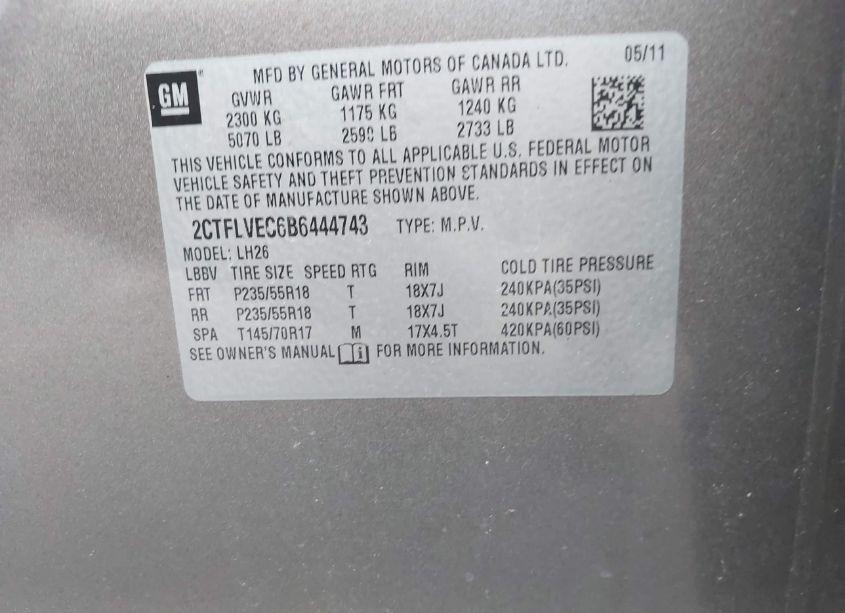 MFD BY GENERAL MOTORS OF CANADA LTD. 05/11
GM
GVWR GAWR FRT GAWR RR
2300 KG 1175 KG 1240 KG
5070 LB 2590 LB 2733 LB
THIS VEHICLE CONFORMS TO ALL APPLICABLE U.S. FEDERAL MOTOR
VEHICLE SAFETY AND THEFT PREVENTION STANDARDS IN EFFECT ON
THE DATE OF MANUFACTURE SHOWN ABOVE.
2CTFLVEC6B6444743 TYPE: M.P.V.
MODEL: LH26
LBBV TIRE SIZE SPEED RTG RIM COLD TIRE PRESSURE
FRT P235/55R18 T 18X7J 240KPA(35PSI)
RR P235/55R18 T 18X7J 240KPA(35PSI)
SPA T145/70R17 M 17X4.5T 420KPA(60PSI)
SEE OWNER'S MANUAL i FOR MORE INFORMATION.